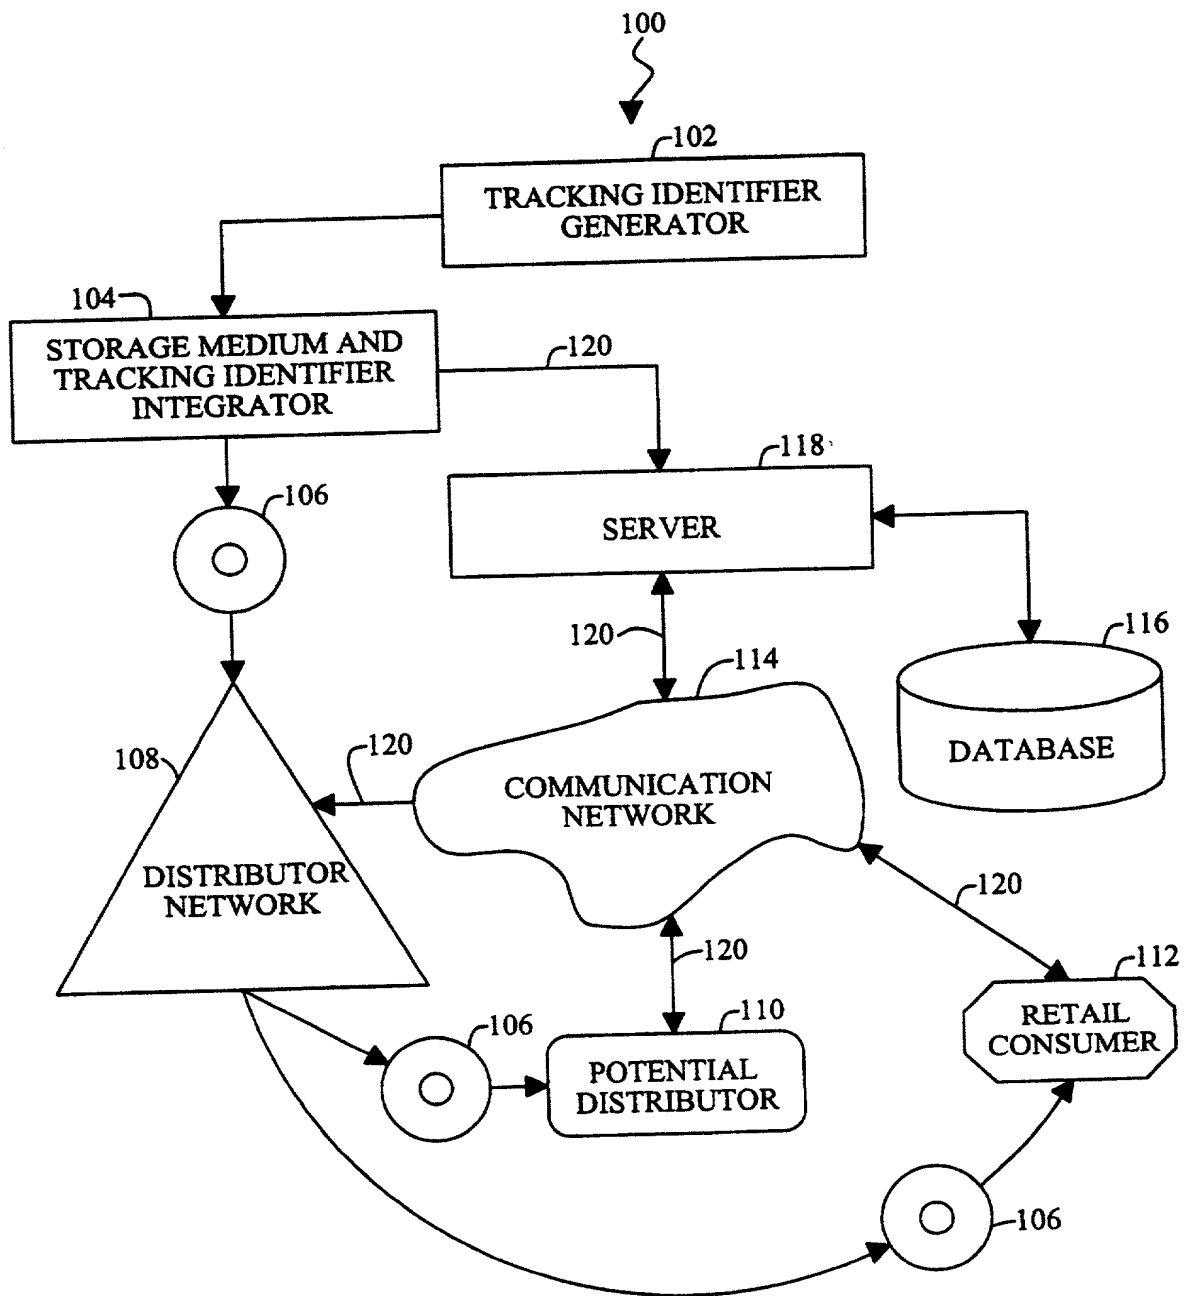 100
102
TRACKING IDENTIFIER
GENERATOR
104
STORAGE MEDIUM AND
TRACKING IDENTIFIER
INTEGRATOR
120
118
SERVER
106
120
116
DATABASE
114
COMMUNICATION
NETWORK
108
120
DISTRIBUTOR
NETWORK
120
120
112
RETAIL
CONSUMER
106
110
POTENTIAL
DISTRIBUTOR
106